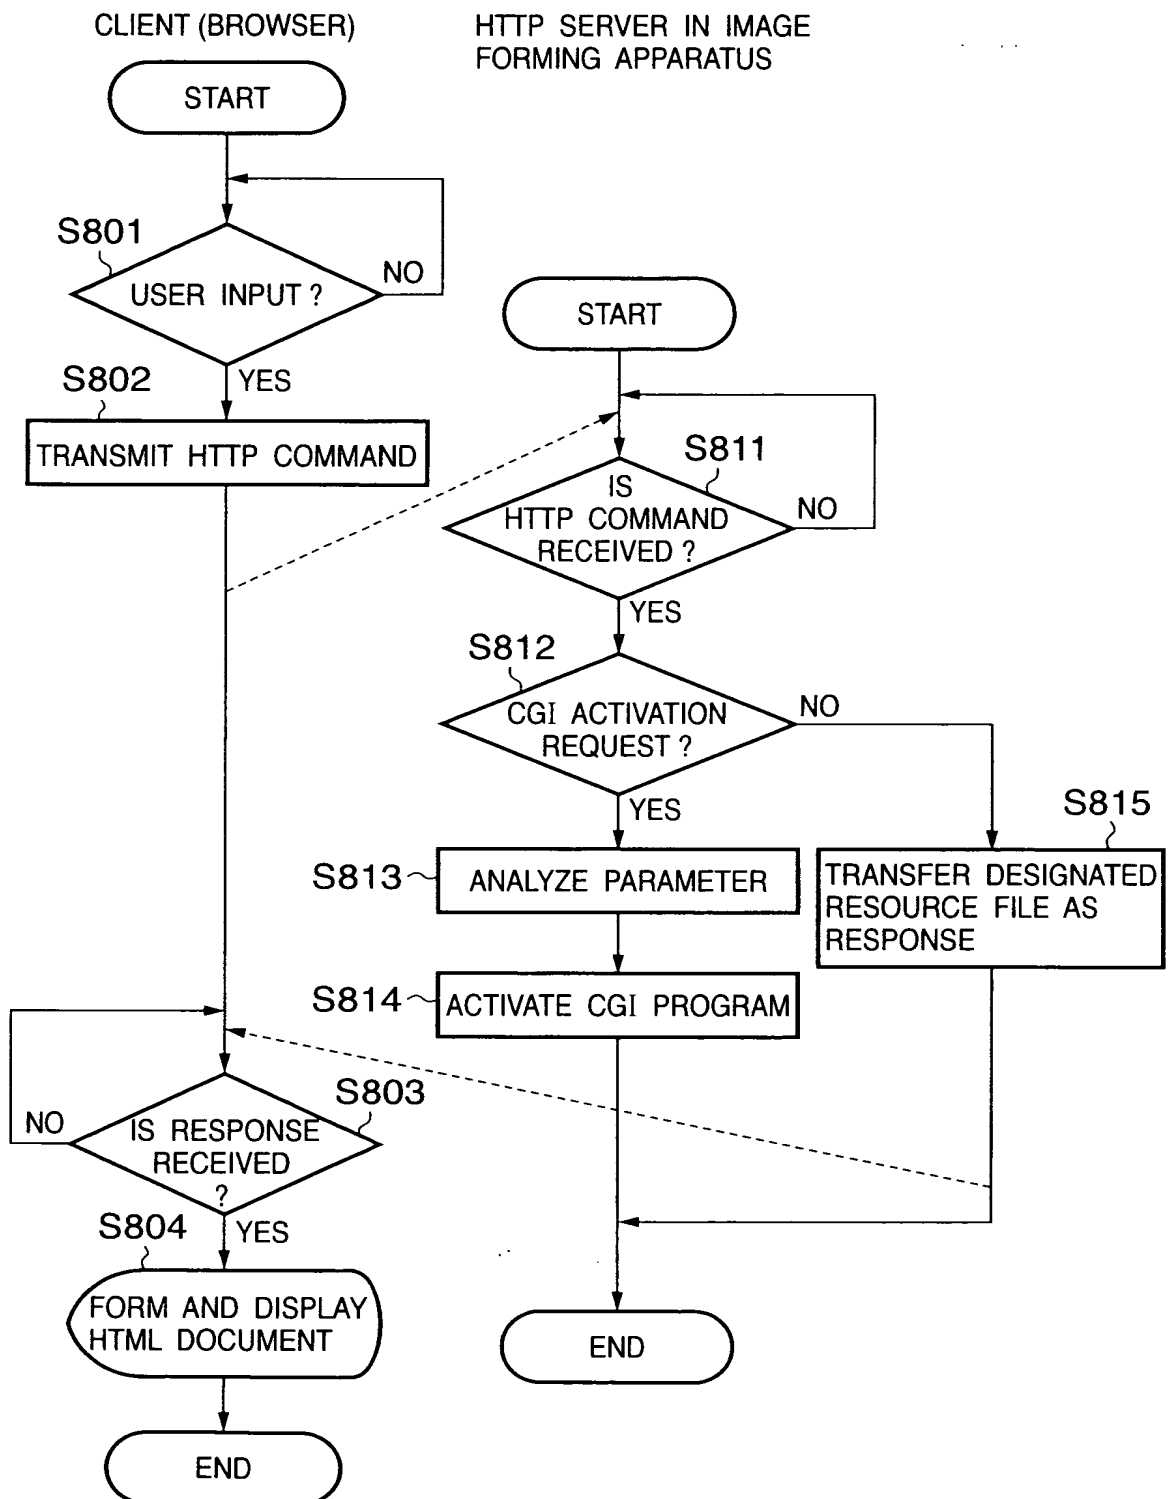 CLIENT (BROWSER)
START
S801
USER INPUT ?
NO
YES
S802
TRANSMIT HTTP COMMAND
NO
S803
IS RESPONSE
RECEIVED
?
YES
S804
FORM AND DISPLAY
HTML DOCUMENT
END
HTTP SERVER IN IMAGE
FORMING APPARATUS
START
S811
IS
HTTP COMMAND
RECEIVED ?
NO
YES
S812
CGI ACTIVATION
REQUEST ?
NO
YES
S813
ANALYZE PARAMETER
S814
ACTIVATE CGI PROGRAM
S815
TRANSFER DESIGNATED
RESOURCE FILE AS
RESPONSE
END